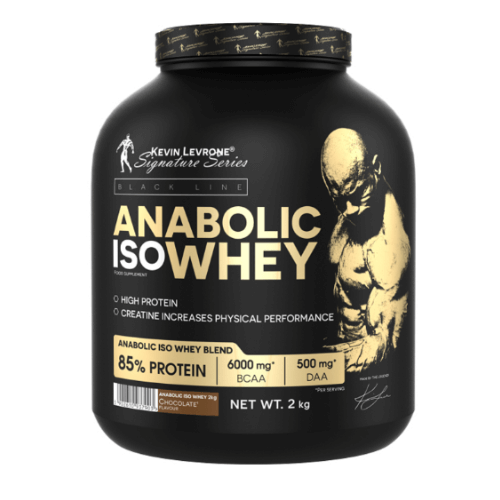 KEVIN LEVRONE®
Signature Series
BLACK LINE
ANABOLIC
ISOWHEY
FOOD SUPPLEMENT
HIGH PROTEIN
CREATINE INCREASES PHYSICAL PERFORMANCE
ANABOLIC ISO WHEY BLEND
85% PROTEIN
6000 mg*
BCAA
500 mg*
DAA
*PER SERVING
ANABOLIC ISO WHEY 2kg
CHOCOLATE
FLAVOUR
NET WT. 2 kg